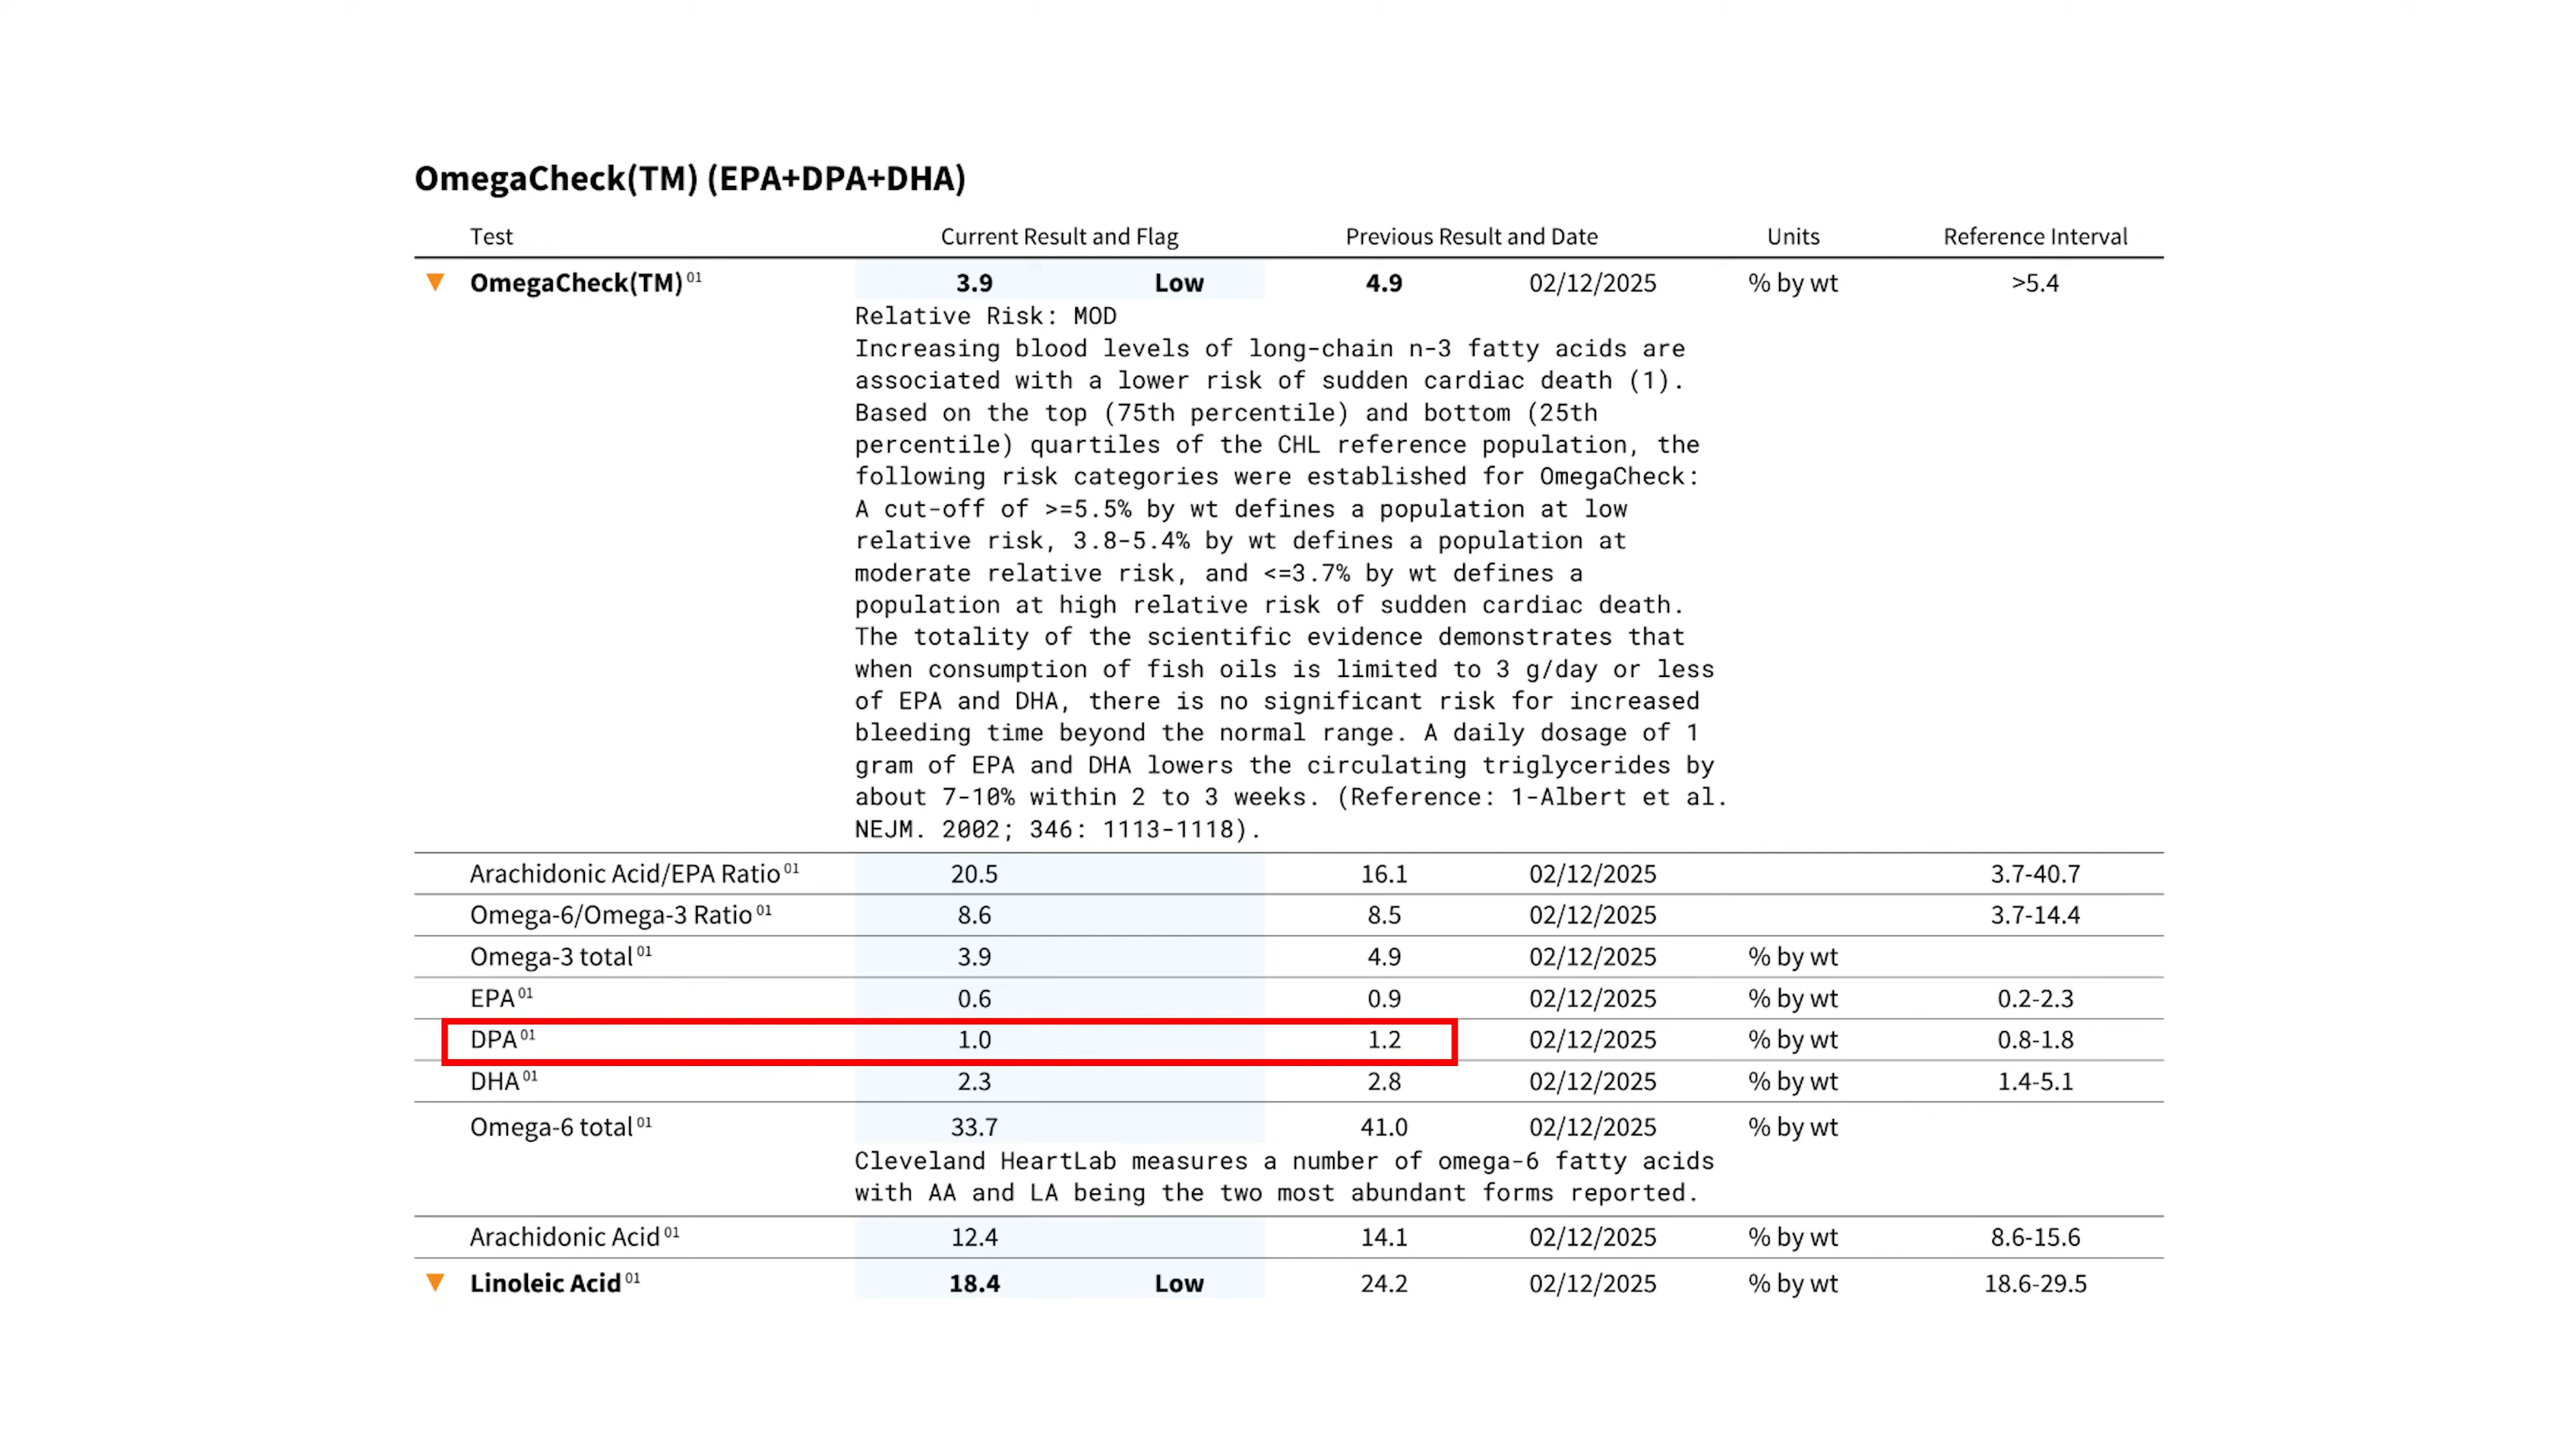 OmegaCheck(TM) (EPA+DPA+DHA)
Test Current Result and Flag Previous Result and Date Units Reference Interval
▼ OmegaCheck(TM) 01 3.9 Low 4.9 02/12/2025 % by wt >5.4
Relative Risk: MOD
Increasing blood levels of long-chain n-3 fatty acids are
associated with a lower risk of sudden cardiac death (1).
Based on the top (75th percentile) and bottom (25th
percentile) quartiles of the CHL reference population, the
following risk categories were established for OmegaCheck:
A cut-off of >=5.5% by wt defines a population at low
relative risk, 3.8-5.4% by wt defines a population at
moderate relative risk, and <=3.7% by wt defines a
population at high relative risk of sudden cardiac death.
The totality of the scientific evidence demonstrates that
when consumption of fish oils is limited to 3 g/day or less
of EPA and DHA, there is no significant risk for increased
bleeding time beyond the normal range. A daily dosage of 1
gram of EPA and DHA lowers the circulating triglycerides by
about 7-10% within 2 to 3 weeks. (Reference: 1-Albert et al.
NEJM. 2002; 346: 1113-1118).
Arachidonic Acid/EPA Ratio 01 20.5 16.1 02/12/2025 3.7-40.7
Omega-6/Omega-3 Ratio 01 8.6 8.5 02/12/2025 3.7-14.4
Omega-3 total 01 3.9 4.9 02/12/2025 % by wt
EPA 01 0.6 0.9 02/12/2025 % by wt 0.2-2.3
DPA 01 1.0 1.2 02/12/2025 % by wt 0.8-1.8
DHA 01 2.3 2.8 02/12/2025 % by wt 1.4-5.1
Omega-6 total 01 33.7 41.0 02/12/2025 % by wt
Cleveland HeartLab measures a number of omega-6 fatty acids
with AA and LA being the two most abundant forms reported.
Arachidonic Acid 01 12.4 14.1 02/12/2025 % by wt 8.6-15.6
▼ Linoleic Acid 01 18.4 Low 24.2 02/12/2025 % by wt 18.6-29.5